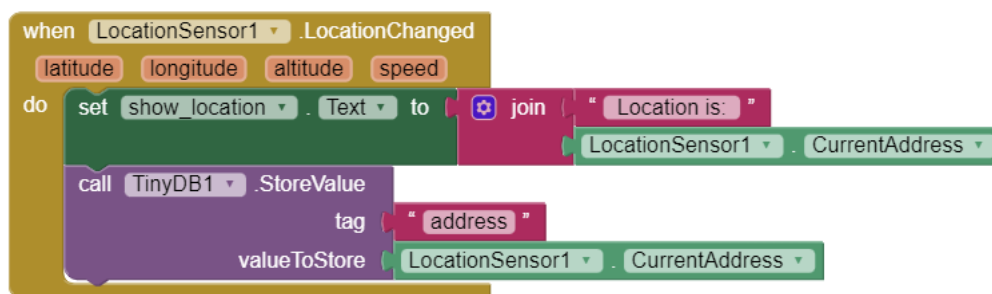 when LocationSensor1 .LocationChanged
latitude longitude altitude speed
do set show_location . Text to join " Location is: "
LocationSensor1 . CurrentAddress
call TinyDB1 .StoreValue
tag " address "
valueToStore LocationSensor1 . CurrentAddress